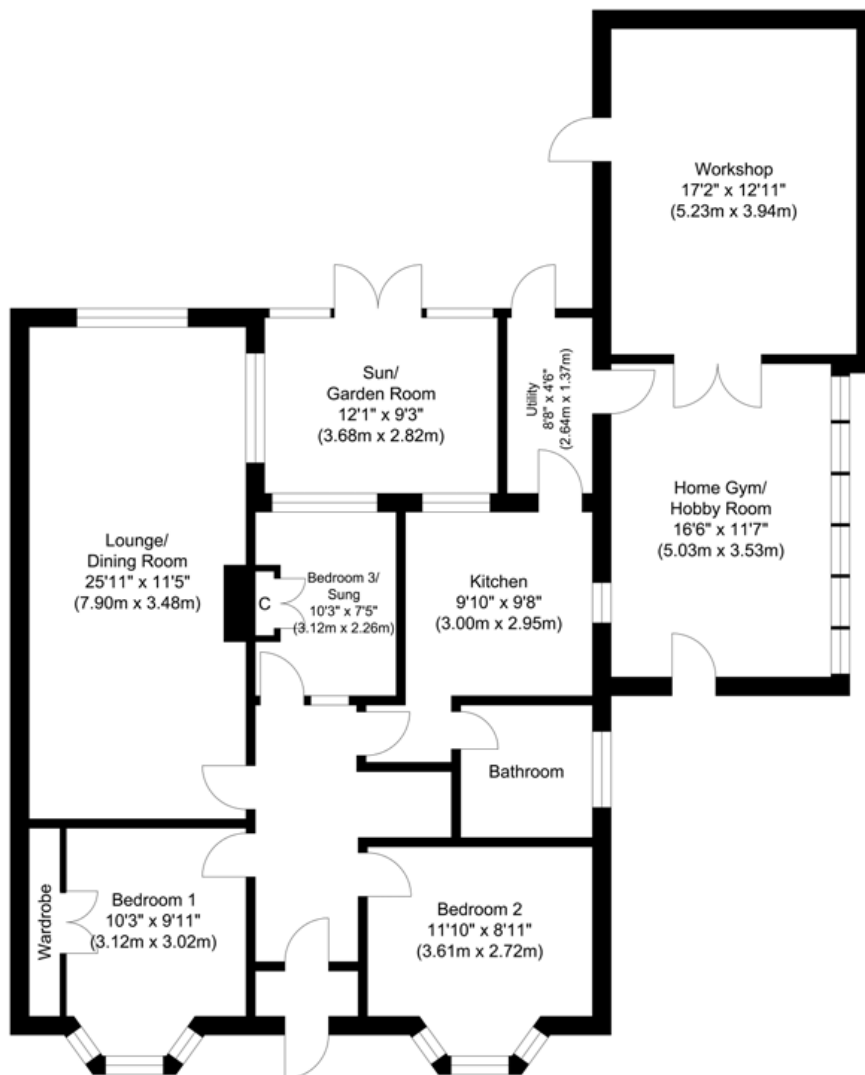 Workshop
17'2" x 12'11"
(5.23m x 3.94m)
Sun/
Garden Room
12'1" x 9'3"
(3.68m x 2.82m)
Utility
8'8" x 4'6"
(2.64m x 1.37m)
Home Gym/
Hobby Room
16'6" x 11'7"
(5.03m x 3.53m)
Lounge/
Dining Room
25'11" x 11'5"
(7.90m x 3.48m)
C
Bedroom 3/
Sung
10'3" x 7'5"
(3.12m x 2.26m)
Kitchen
9'10" x 9'8"
(3.00m x 2.95m)
Bathroom
Wardrobe
Bedroom 1
10'3" x 9'11"
(3.12m x 3.02m)
Bedroom 2
11'10" x 8'11"
(3.61m x 2.72m)